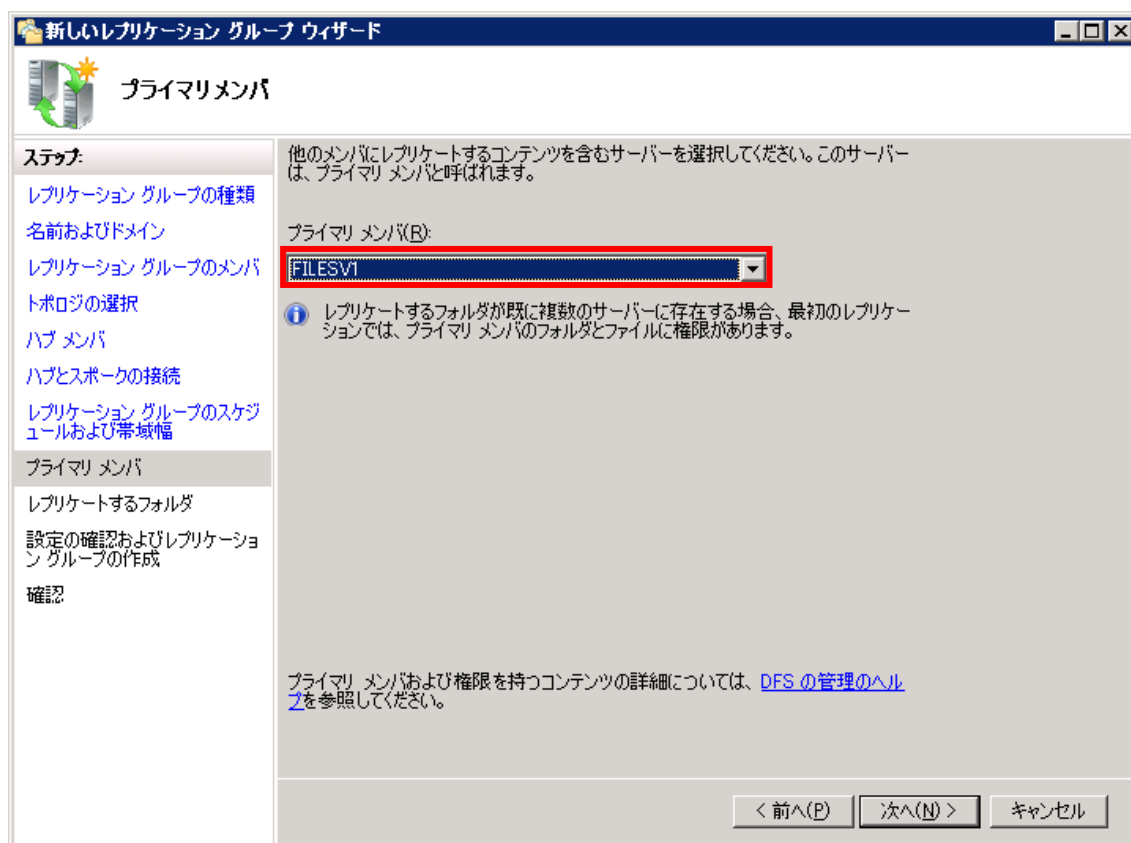 新しいレプリケーション グループ ウィザード
プライマリ メンバ
ステップ:
レプリケーション グループの種類
名前およびドメイン
レプリケーション グループのメンバ
トポロジの選択
ハブ メンバ
ハブとスポークの接続
レプリケーション グループのスケジ
ュールおよび帯域幅
プライマリ メンバ
レプリケートするフォルダ
設定の確認およびレプリケーショ
ン グループの作成
確認
他のメンバにレプリケートするコンテンツを含むサーバーを選択してください。このサーバー
は、プライマリ メンバと呼ばれます。
プライマリ メンバ(R):
FILESV1
レプリケートするフォルダが既に複数のサーバーに存在する場合、最初のレプリケー
ションでは、プライマリ メンバのフォルダとファイルに権限があります。
プライマリ メンバおよび権限を持つコンテンツの詳細については、DFS の管理のヘル
プを参照してください。
< 前へ(P)
次へ(N) >
キャンセル